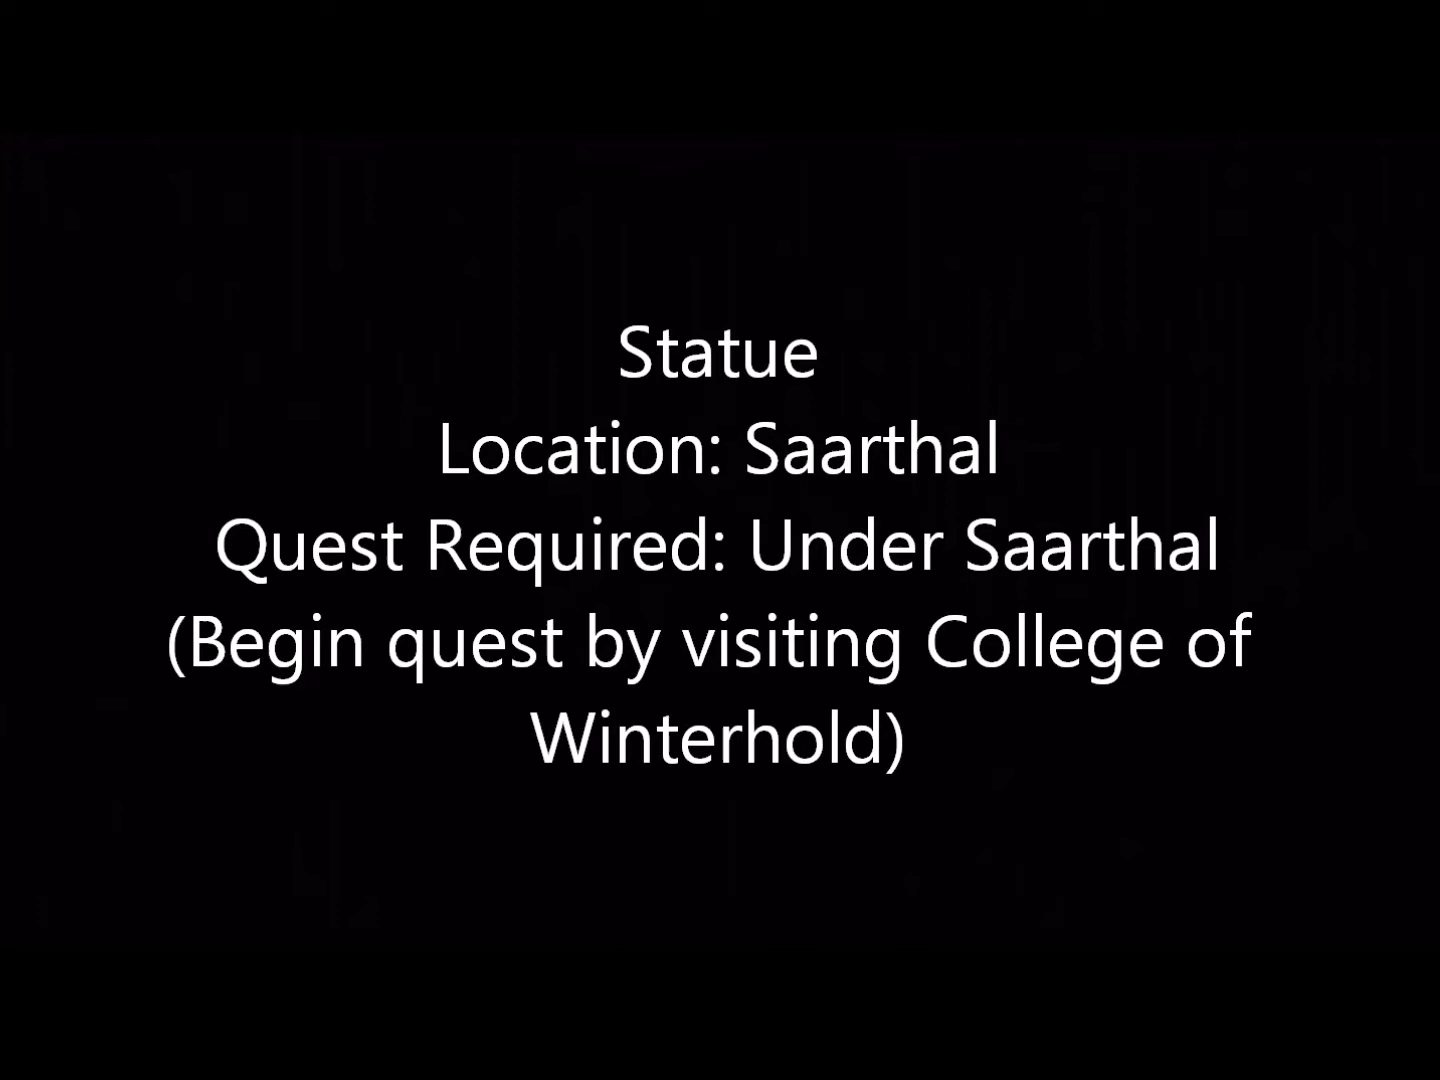 Statue
Location: Saarthal
Quest Required: Under Saarthal
(Begin quest by visiting College of
Winterhold)